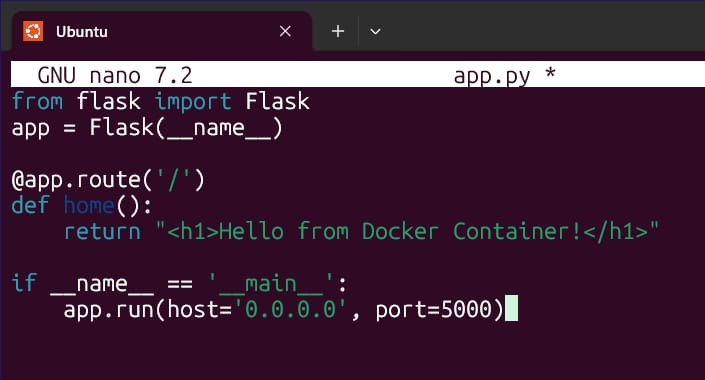 Ubuntu
GNU nano 7.2 app.py *
from flask import Flask
app = Flask(__name__)
@app.route('/')
def home():
    return "<h1>Hello from Docker Container!</h1>"
if __name__ == '__main__':
    app.run(host='0.0.0.0', port=5000)